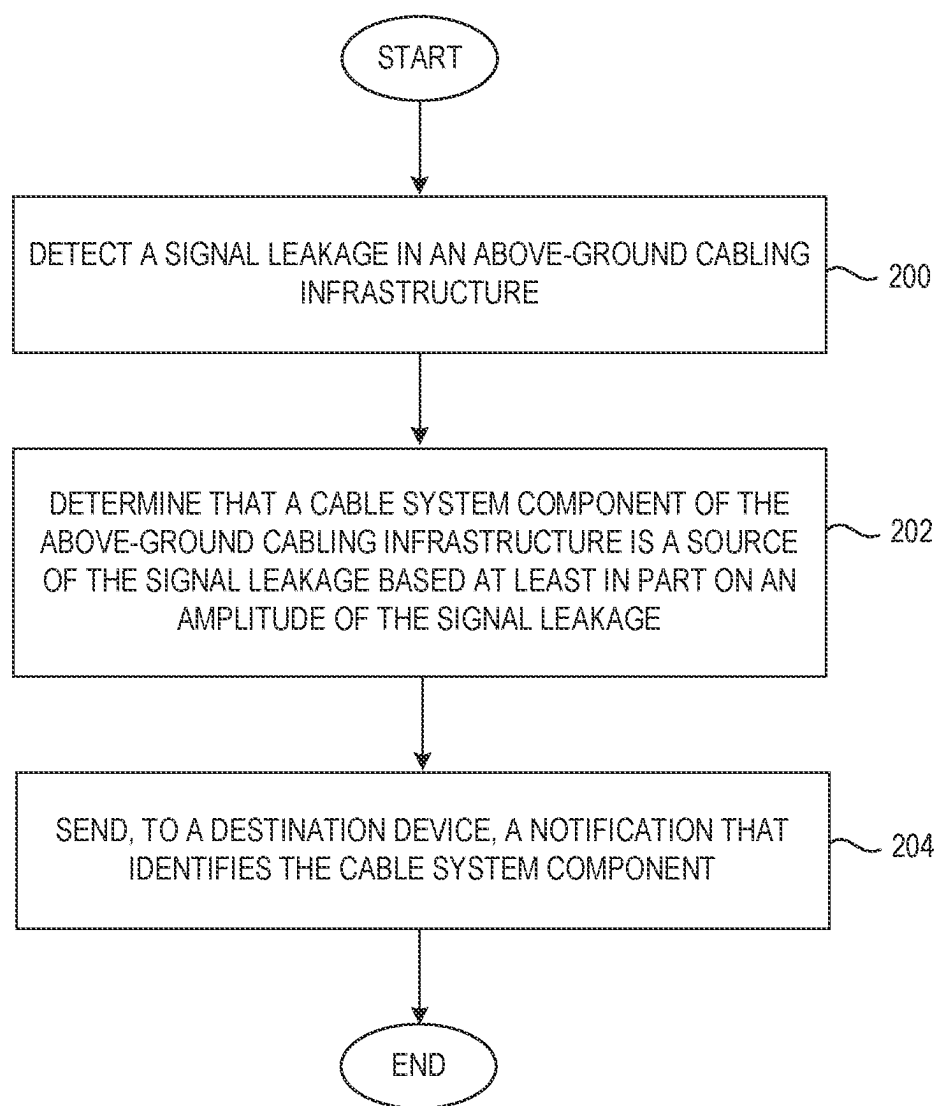 START
DETECT A SIGNAL LEAKAGE IN AN ABOVE-GROUND CABLING
INFRASTRUCTURE
200
DETERMINE THAT A CABLE SYSTEM COMPONENT OF THE
ABOVE-GROUND CABLING INFRASTRUCTURE IS A SOURCE
OF THE SIGNAL LEAKAGE BASED AT LEAST IN PART ON AN
AMPLITUDE OF THE SIGNAL LEAKAGE
202
SEND, TO A DESTINATION DEVICE, A NOTIFICATION THAT
IDENTIFIES THE CABLE SYSTEM COMPONENT
204
END